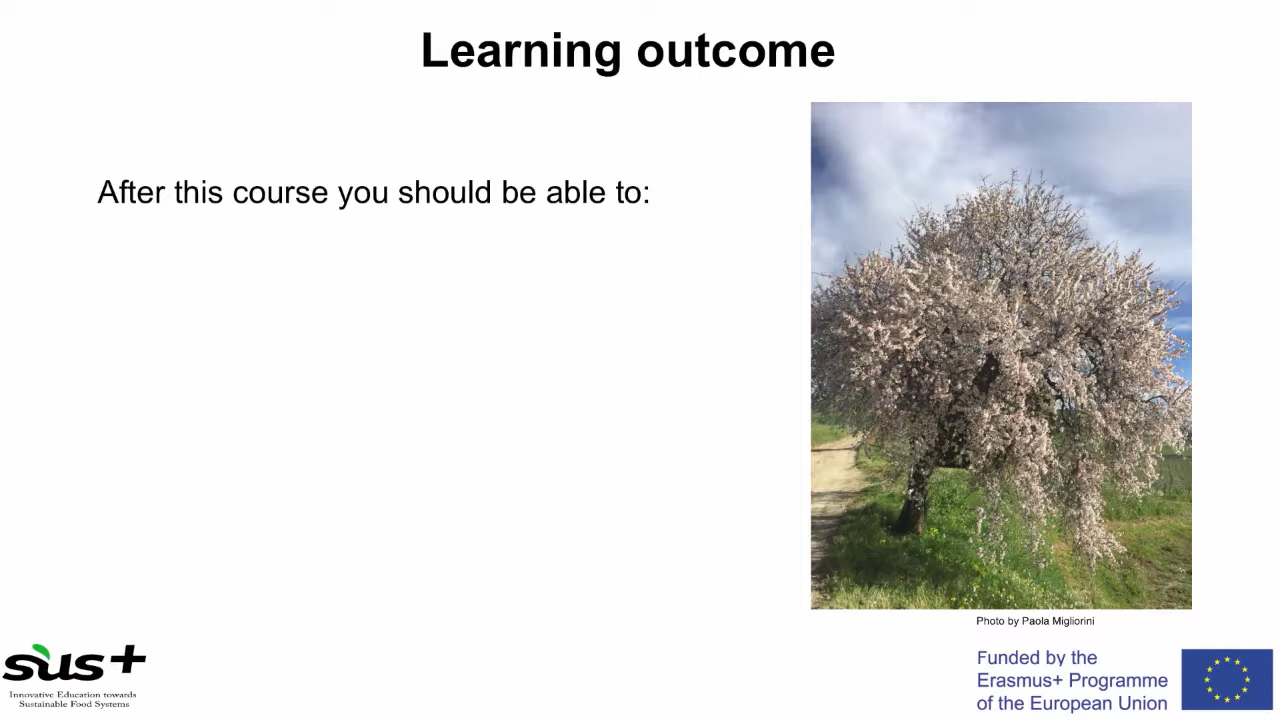 Learning outcome
After this course you should be able to:
Photo by Paola Migliorini
sus+
Innovative Education towards
Sustainable Food Systems
Funded by the
Erasmus+ Programme
of the European Union